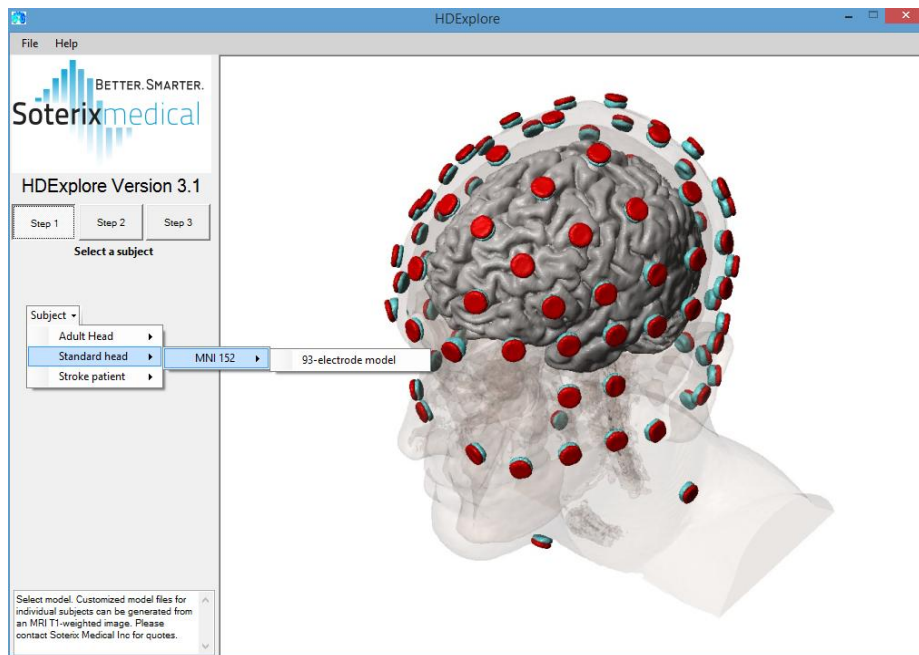 HDExplore
File Help
BETTER. SMARTER.
Soterixmedical
HDExplore Version 3.1
Step 1 Step 2 Step 3
Select a subject
Subject
Adult Head
Standard head MNI 152 93-electrode model
Stroke patient
Select model. Customized model files for
individual subjects can be generated from
an MRI T1-weighted image. Please
contact Soterix Medical Inc for quotes.